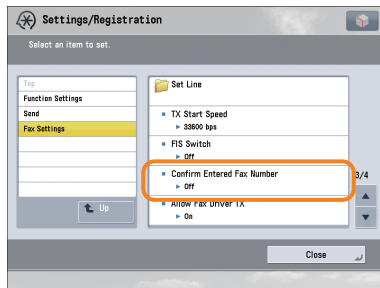 Settings/Registration
Select an item to set.
Top
Function Settings
Send
Fax Settings
Up
Set Line
TX Start Speed
33600 bps
FIS Switch
Off
Confirm Entered Fax Number
Off
Allow Fax Driver TX
On
3/4
Close